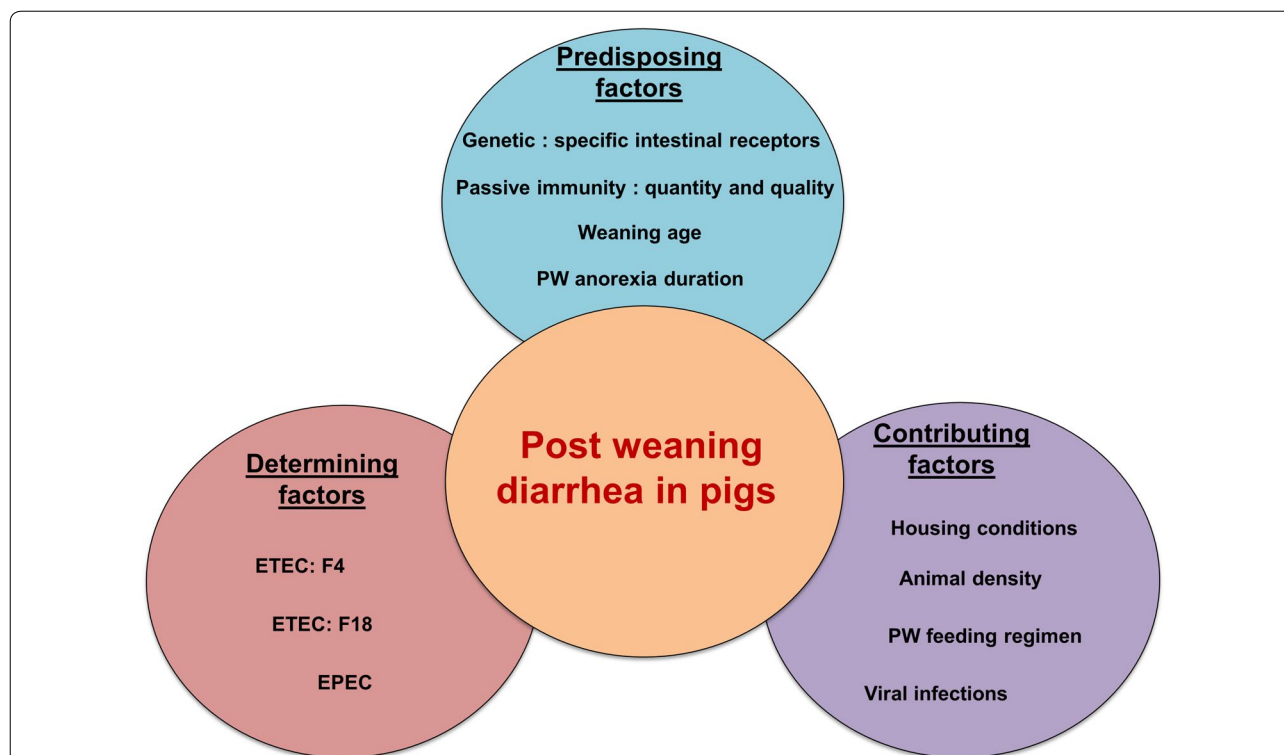 Predisposing
factors
Genetic : specific intestinal receptors
Passive immunity : quantity and quality
Weaning age
PW anorexia duration
Post weaning
diarrhea in pigs
Determining
factors
ETEC: F4
ETEC: F18
EPEC
Contributing
factors
Housing conditions
Animal density
PW feeding regimen
Viral infections